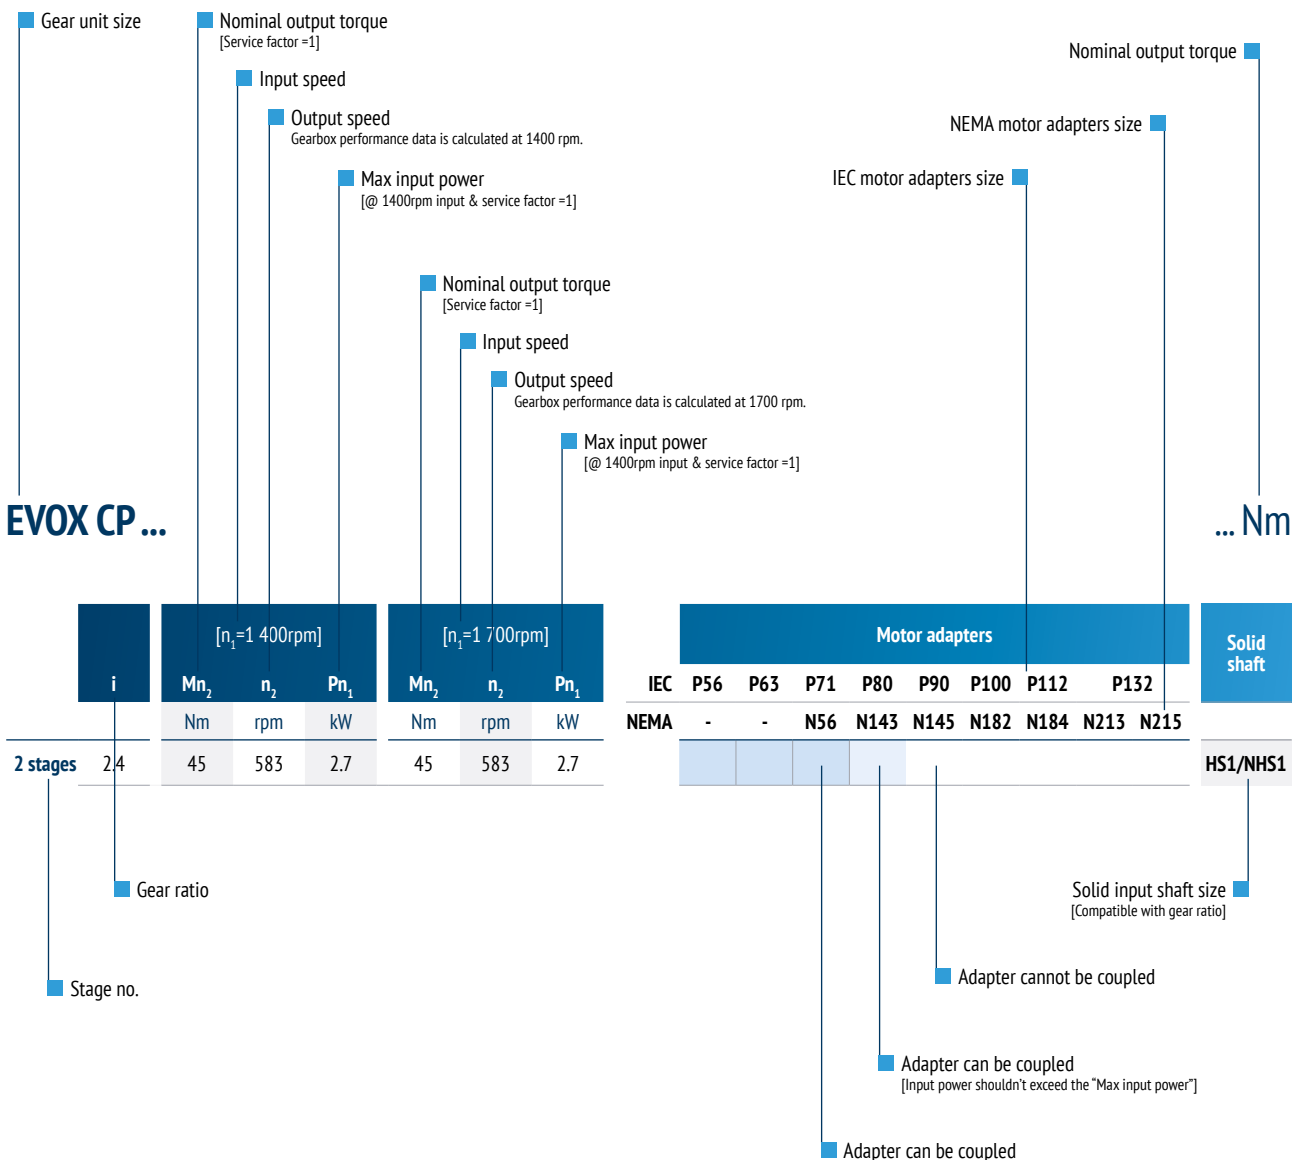 Gear unit size
Nominal output torque
[Service factor =1]
Nominal output torque
Input speed
Output speed
Gearbox performance data is calculated at 1400 rpm.
NEMA motor adapters size
Max input power
[@ 1400rpm input & service factor =1]
IEC motor adapters size
Nominal output torque
[Service factor =1]
Input speed
Output speed
Gearbox performance data is calculated at 1700 rpm.
Max input power
[@ 1400rpm input & service factor =1]
EVOX CP ... ... Nm
[n₁=1 400rpm] [n₁=1 700rpm] Motor adapters Solid
shaft
i Mn₂ n₂ Pn₁ Mn₂ n₂ Pn₁ IEC P56 P63 P71 P80 P90 P100 P112 P132
Nm rpm kW Nm rpm kW NEMA - - N56 N143 N145 N182 N184 N213 N215
2 stages 2.4 45 583 2.7 45 583 2.7 HS1/NHS1
Gear ratio
Solid input shaft size
[Compatible with gear ratio]
Adapter cannot be coupled
Stage no.
Adapter can be coupled
[Input power shouldn't exceed the “Max input power”]
Adapter can be coupled